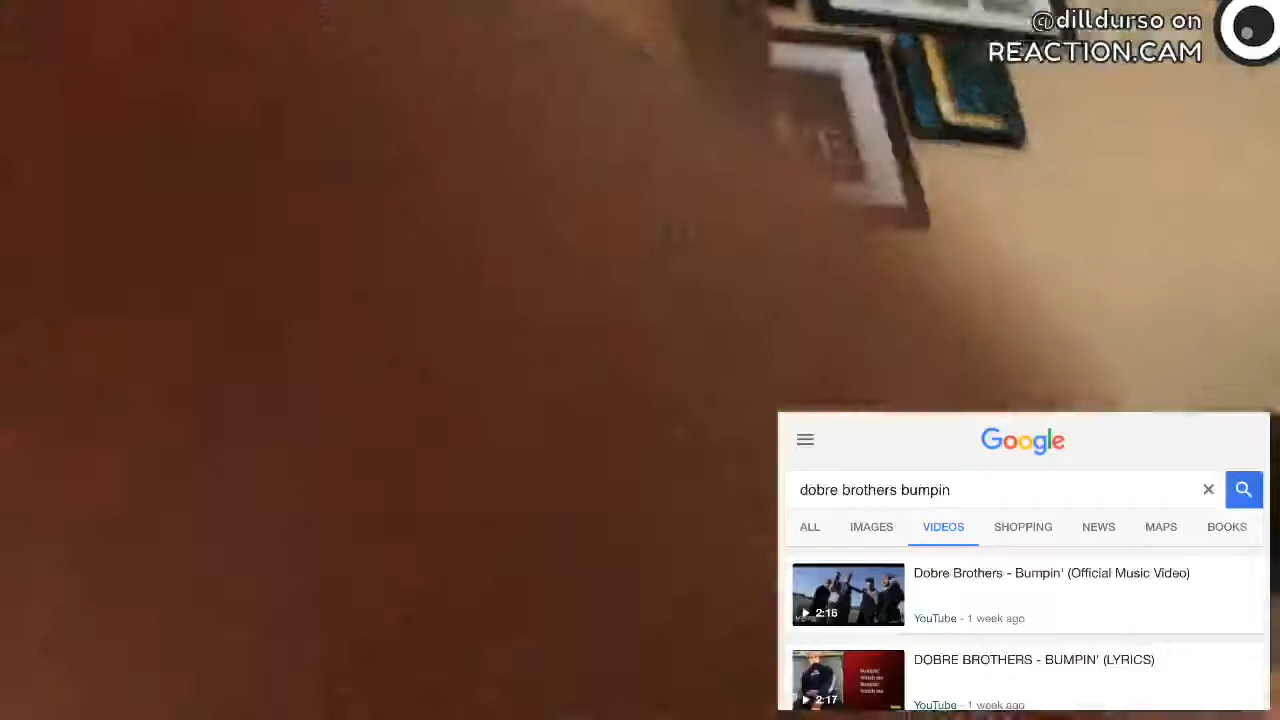 @dilldurso on
REACTION.CAM
Google
dobre brothers bumpin
ALL IMAGES VIDEOS SHOPPING NEWS MAPS BOOKS
Dobre Brothers - Bumpin' (Official Music Video)
2:16
YouTube - 1 week ago
DOBRE BROTHERS - BUMPIN' (LYRICS)
2:17
YouTube - 1 week ago